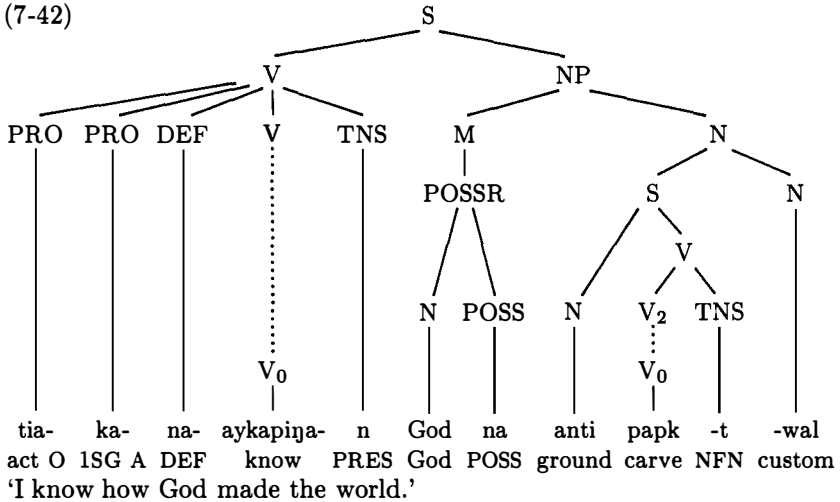 (7-42)
S
V NP
PRO PRO DEF V TNS M N
POSSR S N
V
N POSS N V₂ TNS
V₀ V₀
tia- ka- na- aykapiŋa- n God na anti papk -t -wal
act O 1SG A DEF know PRES God POSS ground carve NFN custom
'I know how God made the world.'